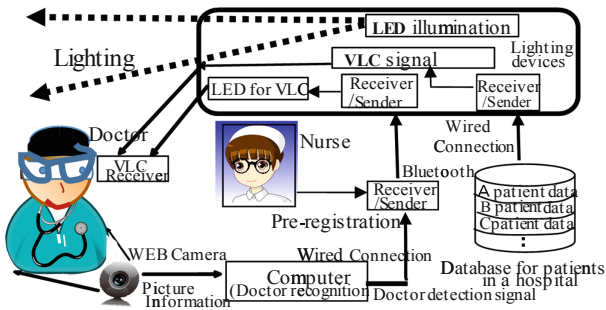 LED illumination
Lighting
VLC signal
Lighting
devices
LED for VLC
Receiver
/Sender
Receiver
/Sender
Doctor
VLC
Receiver
Nurse
Wired
Connection
Bluetooth
Receiver
/Sender
Pre-registration
A patient data
B patient data
C patient data
:
Database for patients
in a hospital
WEB Camera
Wired Connection
Picture
Information
Computer
(Doctor recognition
Doctor detection signal